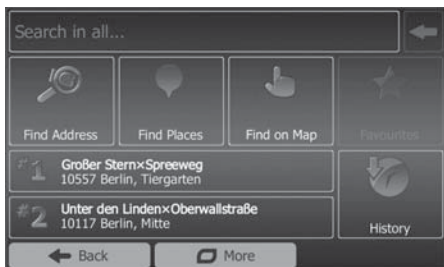 Search in all...
Find Address
Find Places
Find on Map
Favourites
#1 Großer Stern×Spreeweg
10557 Berlin, Tiergarten
#2 Unter den Linden×Oberwallstraße
10117 Berlin, Mitte
History
Back
More